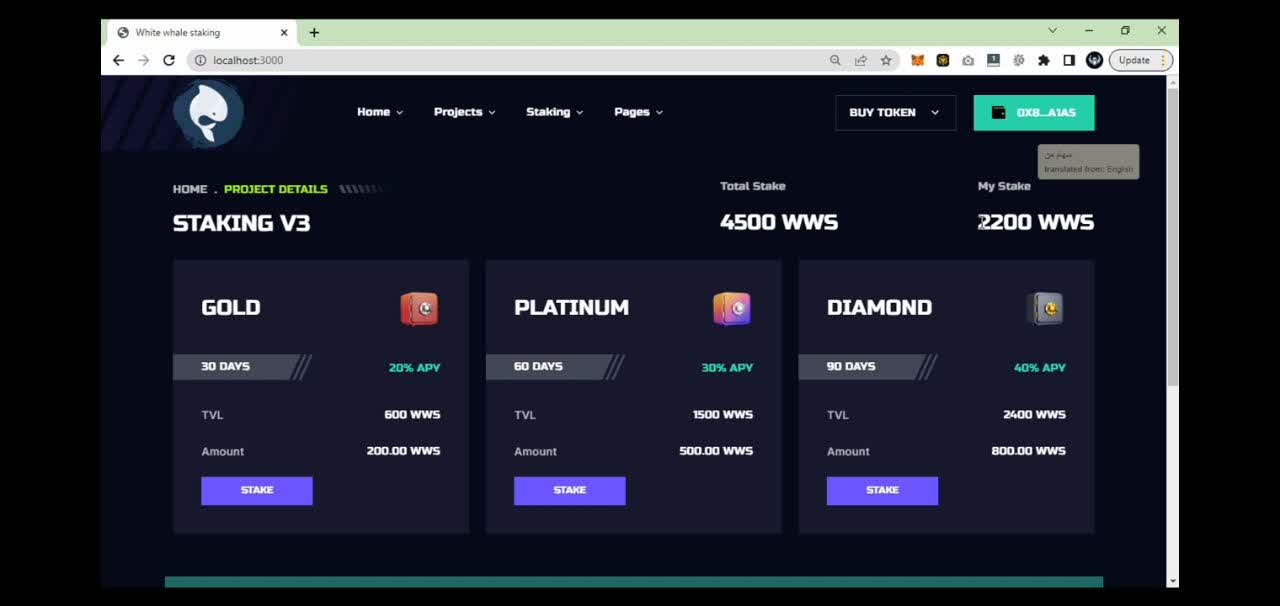 White whale staking
localhost:3000
Update
Home
Projects
Staking
Pages
BUY TOKEN
0X8...A1A5
سهم من
translated from: English
HOME . PROJECT DETAILS
Total Stake
My Stake
STAKING V3
4500 WWS
2200 WWS
GOLD
30 DAYS
20% APY
TVL
600 WWS
Amount
200.00 WWS
STAKE
PLATINUM
60 DAYS
30% APY
TVL
1500 WWS
Amount
500.00 WWS
STAKE
DIAMOND
90 DAYS
40% APY
TVL
2400 WWS
Amount
800.00 WWS
STAKE